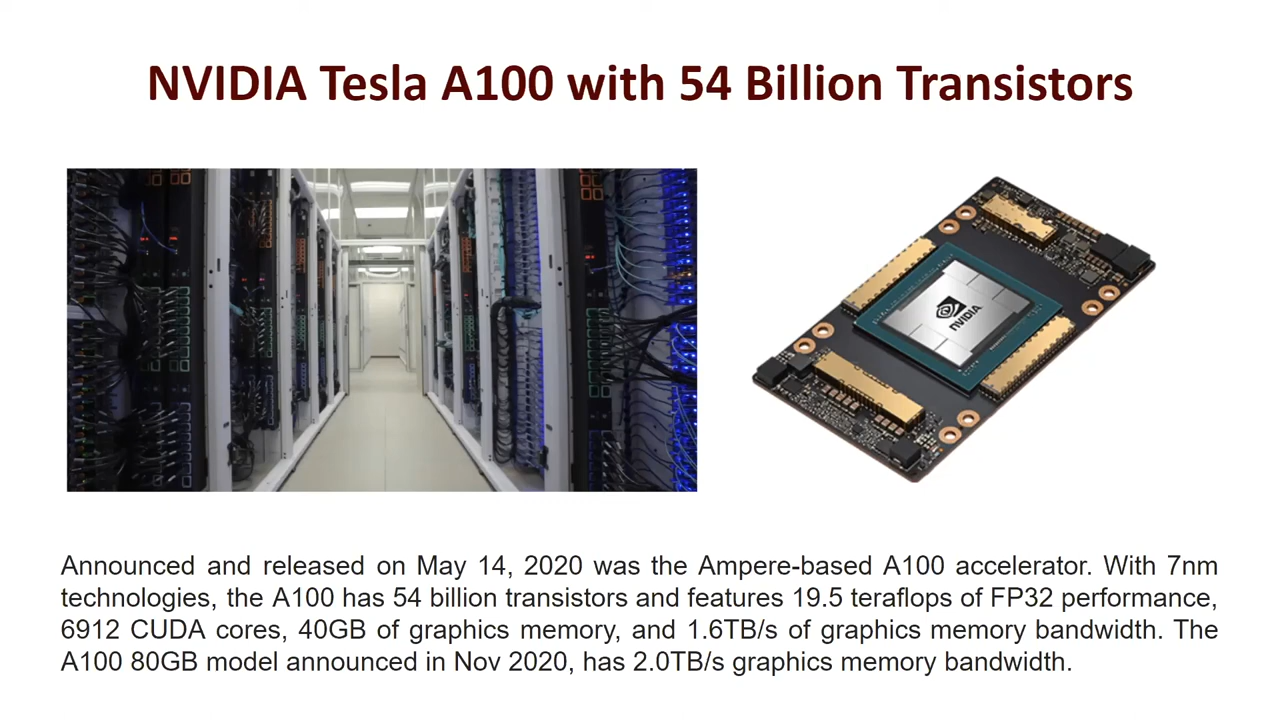 NVIDIA Tesla A100 with 54 Billion Transistors
NVIDIA
Announced and released on May 14, 2020 was the Ampere-based A100 accelerator. With 7nm
technologies, the A100 has 54 billion transistors and features 19.5 teraflops of FP32 performance,
6912 CUDA cores, 40GB of graphics memory, and 1.6TB/s of graphics memory bandwidth. The
A100 80GB model announced in Nov 2020, has 2.0TB/s graphics memory bandwidth.